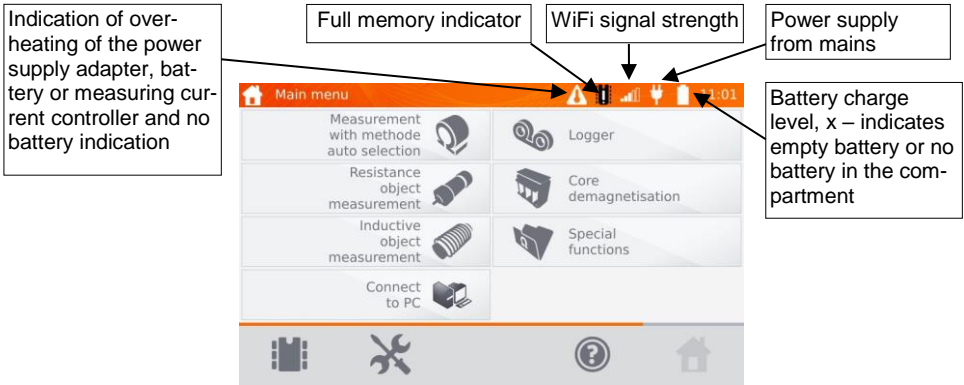 Indication of over-
heating of the power
supply adapter, bat-
tery or measuring cur-
rent controller and no
battery indication
Full memory indicator
WiFi signal strength
Power supply
from mains
Battery charge
level, x – indicates
empty battery or no
battery in the com-
partment
Main menu
11:01
Measurement
with methode
auto selection
Logger
Resistance
object
measurement
Core
demagnetisation
Inductive
object
measurement
Special
functions
Connect
to PC